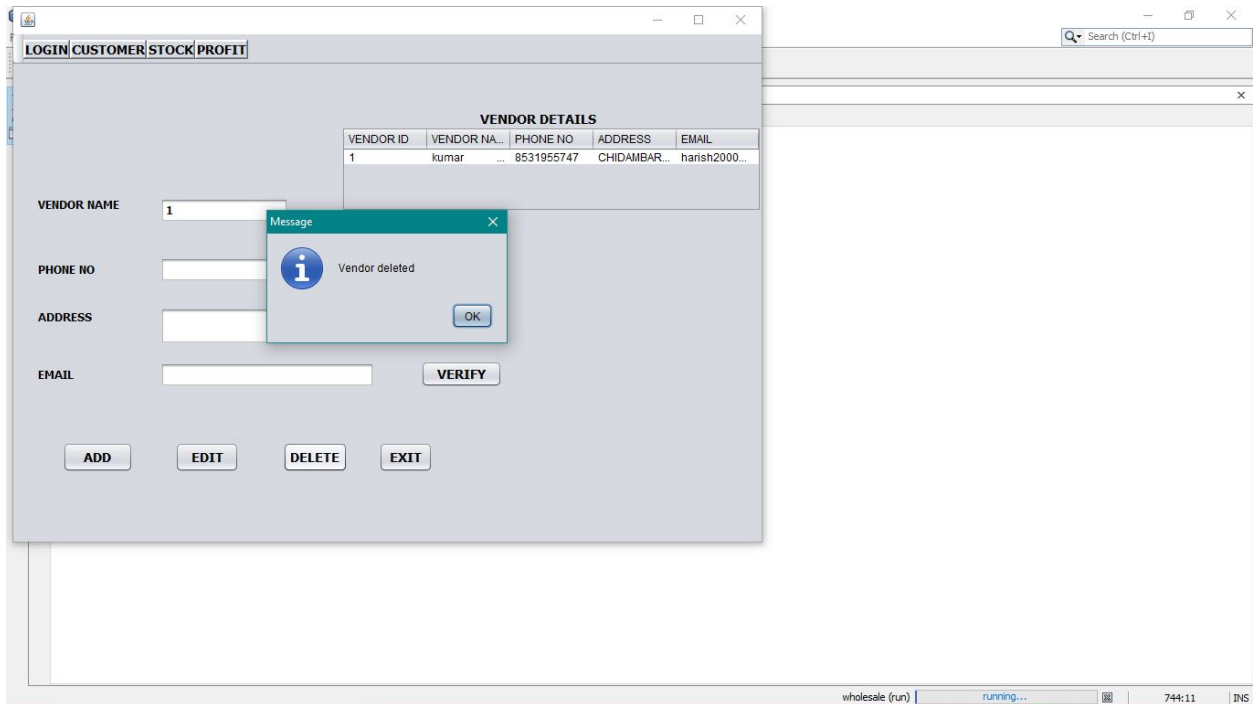 Search (Ctrl+I)
LOGIN CUSTOMER STOCK PROFIT
VENDOR DETAILS
VENDOR ID VENDOR NA... PHONE NO ADDRESS EMAIL
1 kumar ... 8531955747 CHIDAMBAR... harish2000...
VENDOR NAME 1
Message
PHONE NO
Vendor deleted
ADDRESS
OK
EMAIL
VERIFY
ADD EDIT DELETE EXIT
wholesale (run) running... 744:11 INS